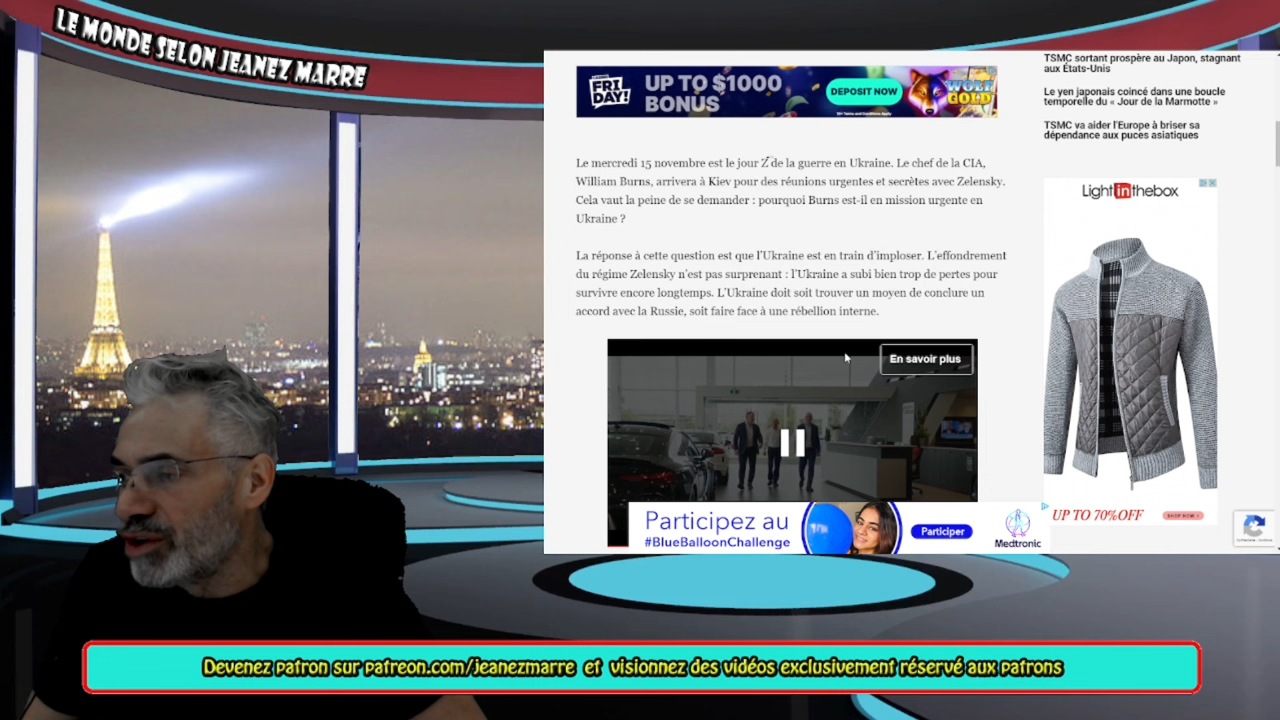 LE MONDE SELON JEANEZ MARRE
FRIDAY!
UP TO $1000
BONUS
DEPOSIT NOW
WOLF
GOLD
TSMC sortant prospère au Japon, stagnant
aux États-Unis
Le yen japonais coincé dans une boucle
temporelle du « Jour de la Marmotte »
TSMC va aider l'Europe à briser sa
dépendance aux puces asiatiques
Le mercredi 15 novembre est le jour Z de la guerre en Ukraine. Le chef de la CIA,
William Burns, arrivera à Kiev pour des réunions urgentes et secrètes avec Zelensky.
Cela vaut la peine de se demander : pourquoi Burns est-il en mission urgente en
Ukraine ?
La réponse à cette question est que l'Ukraine est en train d'imploser. L'effondrement
du régime Zelensky n'est pas surprenant : l'Ukraine a subi bien trop de pertes pour
survivre encore longtemps. L'Ukraine doit soit trouver un moyen de conclure un
accord avec la Russie, soit faire face à une rébellion interne.
En savoir plus
Light in the box
UP TO 70%OFF
SHOP NOW >
Participez au
#BlueBalloonChallenge
Participer
Medtronic
Devenez patron sur patreon.com/jeanezmarre et visionnez des vidéos exclusivement réservé aux patrons